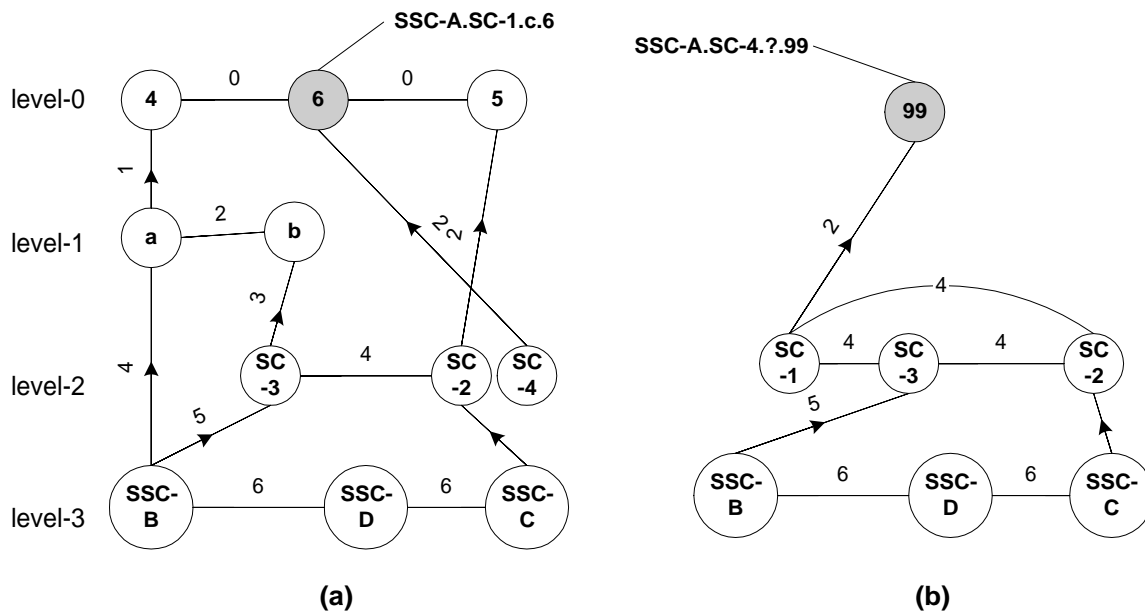 SSC-A.SC-1.c.6
SSC-A.SC-4.?.99
level-0
4
0
6
0
5
99
1
2
2
2
level-1
a
2
b
3
4
level-2
SC
-3
4
SC
-2
SC
-4
5
4
SC
-1
4
SC
-3
4
SC
-2
5
level-3
SSC-
B
6
SSC-
D
6
SSC-
C
SSC-
B
6
SSC-
D
6
SSC-
C
(a)
(b)